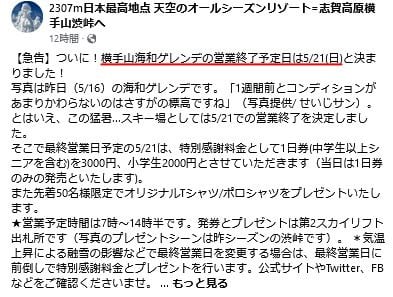 2307m日本最高地点 天空のオールシーズンリゾート=志賀高原横
手山渋峠へ
12時間・
【急告】ついに！横手山海和ゲレンデの営業終了予定日は5/21(日)と決ま
りました！
写真は昨日（5/16）の海和ゲレンデです。「1週間前とコンディションが
あまりかわらないのはさすがの標高ですね」（写真提供/ せいじサン）。
とはいえ、この猛暑...スキー場としては5/21での営業終了を決定しまし
た。
そこで最終営業日予定の5/21は、特別感謝料金として1日券(中学生以上シ
ニアを含む)を3000円、小学生2000円とさせていただきます（当日は1日券
のみの発売といたします)。
また先着50名様限定でオリジナルTシャツ/ポロシャツをプレゼントいたし
ます。
★営業予定時間は7時〜14時半です。発券とプレゼントは第2スカイリフト
出札所です（写真のプレゼントシーンは昨シーズンの渋峠です）。＊気温
上昇による融雪の影響などで最終営業日を変更する場合は、最終営業日に
前倒しで特別感謝料金とプレゼントを行います。公式サイトやTwitter、FB
などをご確認くださいませ。... もっと見る